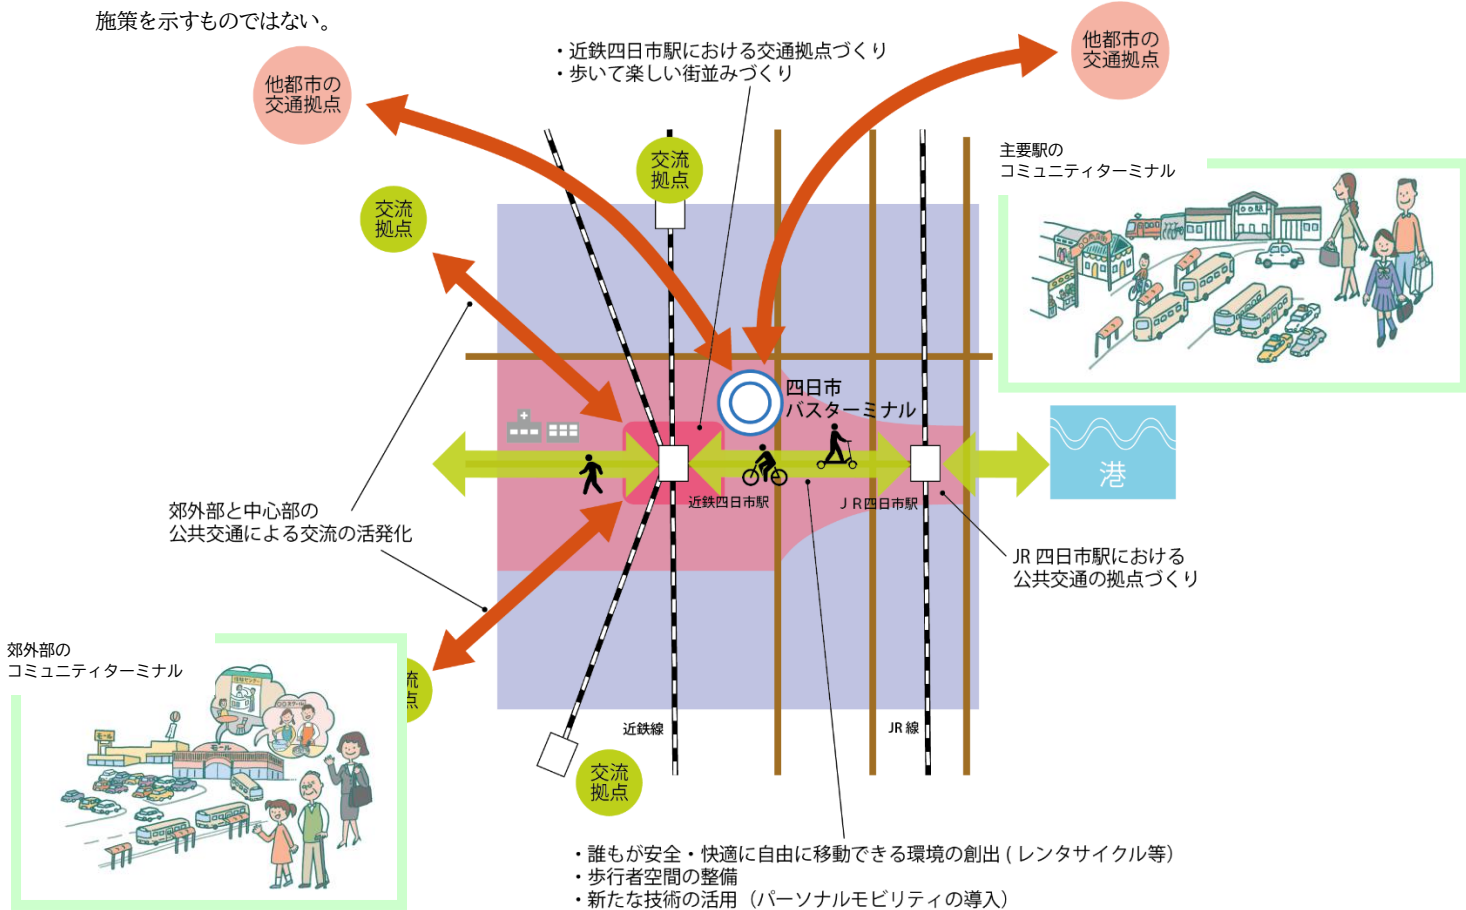 施策を示すものではない。
他都市の
交通拠点
・近鉄四日市駅における交通拠点づくり
・歩いて楽しい街並みづくり
他都市の
交通拠点
交流
拠点
交流
拠点
主要駅の
コミュニティターミナル
四日市
バスターミナル
近鉄四日市駅
ＪＲ四日市駅
港
郊外部と中心部の
公共交通による交流の活発化
JR 四日市駅における
公共交通の拠点づくり
郊外部の
コミュニティターミナル
流
点
モール
モール
近鉄線
JR 線
交流
拠点
・誰もが安全・快適に自由に移動できる環境の創出 ( レンタサイクル等）
・歩行者空間の整備
・新たな技術の活用（パーソナルモビリティの導入）